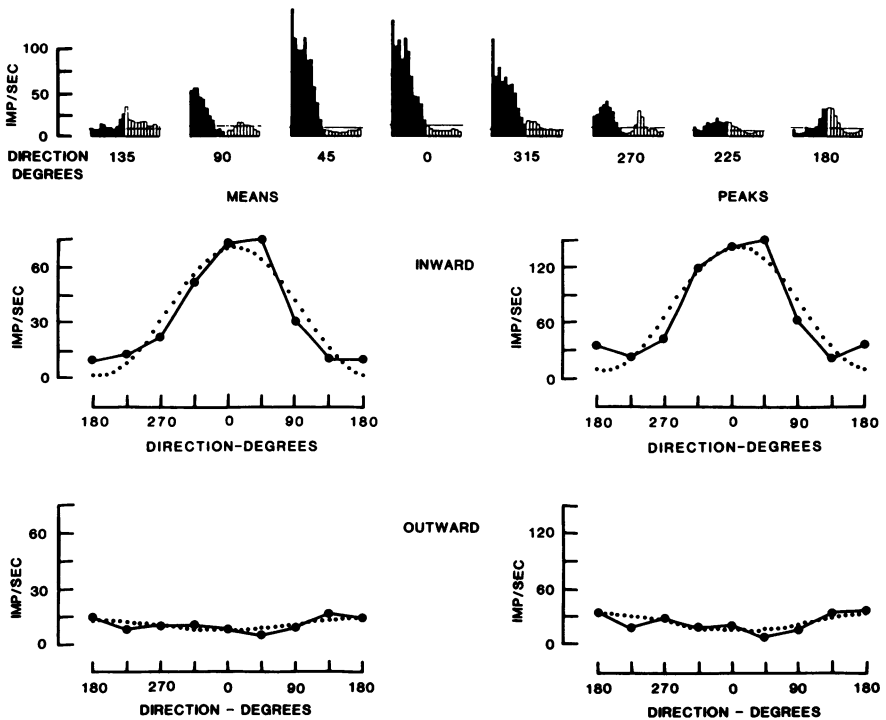 IMP/SEC
100
50
0
DIRECTION DEGREES
135 90 45 0 315 270 225 180
MEANS PEAKS
INWARD
IMP/SEC
60
30
0
180 270 0 90 180
DIRECTION-DEGREES
IMP/SEC
120
60
0
180 270 0 90 180
DIRECTION-DEGREES
OUTWARD
IMP/SEC
60
30
0
180 270 0 90 180
DIRECTION - DEGREES
IMP/SEC
120
60
0
180 270 0 90 180
DIRECTION - DEGREES